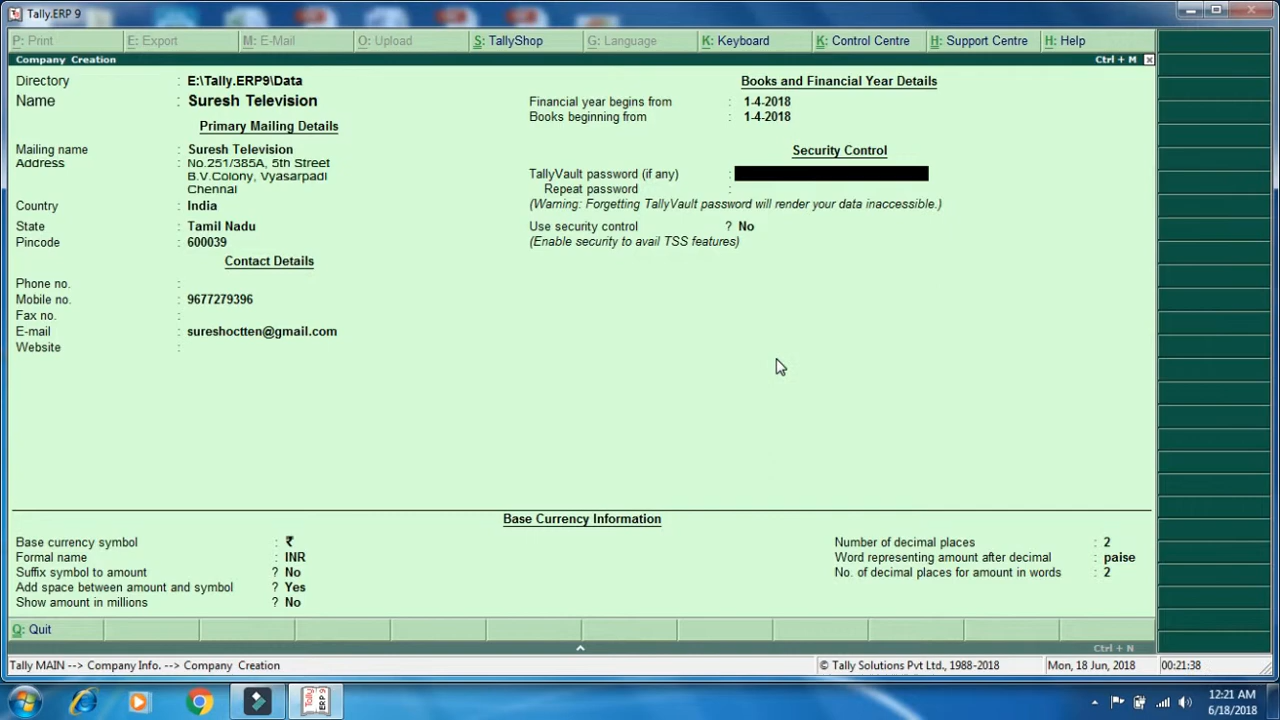 Tally.ERP 9
P: Print E: Export M: E-Mail O: Upload S: TallyShop G: Language K: Keyboard K: Control Centre H: Support Centre H: Help
Company Creation Ctrl + M
Directory : E:\Tally.ERP9\Data
Name : Suresh Television
Primary Mailing Details
Mailing name : Suresh Television
Address : No.251/385A, 5th Street
B.V.Colony, Vyasarpadi
Chennai
Country : India
State : Tamil Nadu
Pincode : 600039
Contact Details
Phone no. :
Mobile no. : 9677279396
Fax no. :
E-mail : sureshoctten@gmail.com
Website :
Books and Financial Year Details
Financial year begins from : 1-4-2018
Books beginning from : 1-4-2018
Security Control
TallyVault password (if any) :
Repeat password :
(Warning: Forgetting TallyVault password will render your data inaccessible.)
Use security control ? No
(Enable security to avail TSS features)
Base Currency Information
Base currency symbol : ₹
Formal name : INR
Suffix symbol to amount ? No
Add space between amount and symbol ? Yes
Show amount in millions ? No
Number of decimal places : 2
Word representing amount after decimal : paise
No. of decimal places for amount in words : 2
Q: Quit
Ctrl + N
Tally MAIN --> Company Info. --> Company Creation © Tally Solutions Pvt Ltd., 1988-2018 Mon, 18 Jun, 2018 00:21:38
Tally ERP 9
12:21 AM
6/18/2018